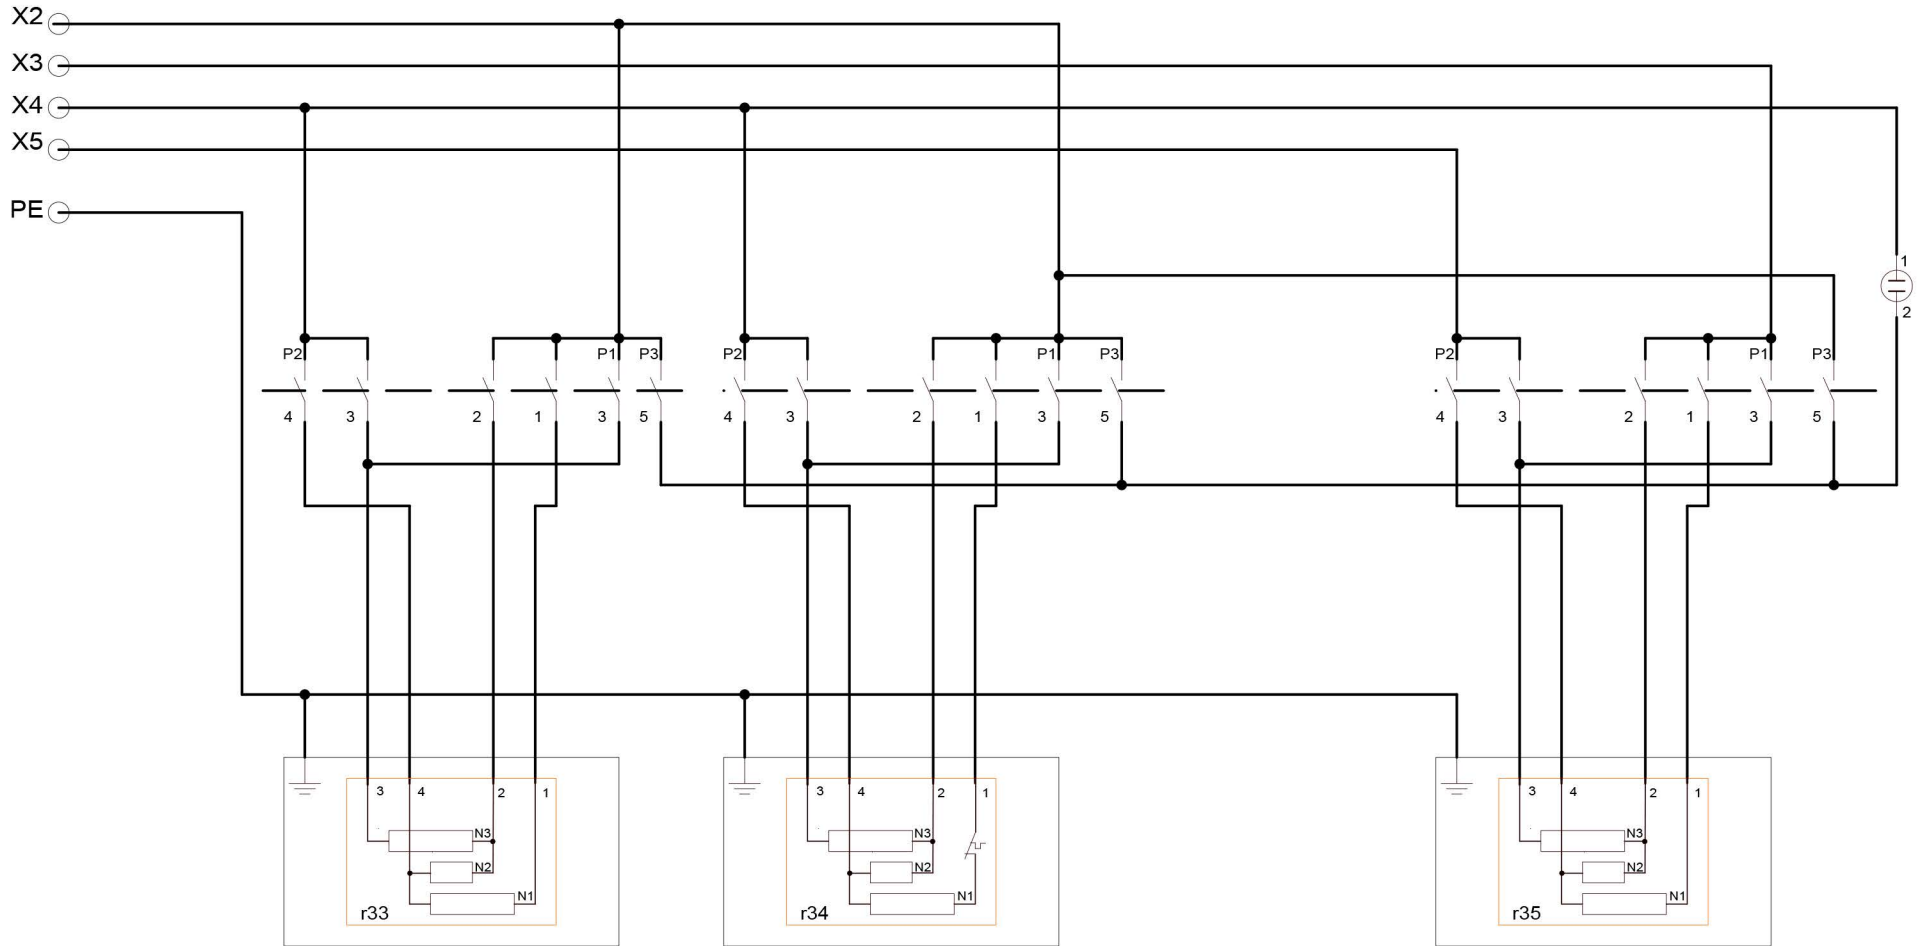 X2
X3
X4
X5
PE
1
2
P2 P1 P3 P2 P1 P3 P2 P1 P3
4 3 2 1 3 5 4 3 2 1 3 5 4 3 2 1 3 5
3 4 2 1 3 4 2 1 3 4 2 1
N3 N3 N3
N2 N2 N2
N1 N1 N1
r33 r34 r35